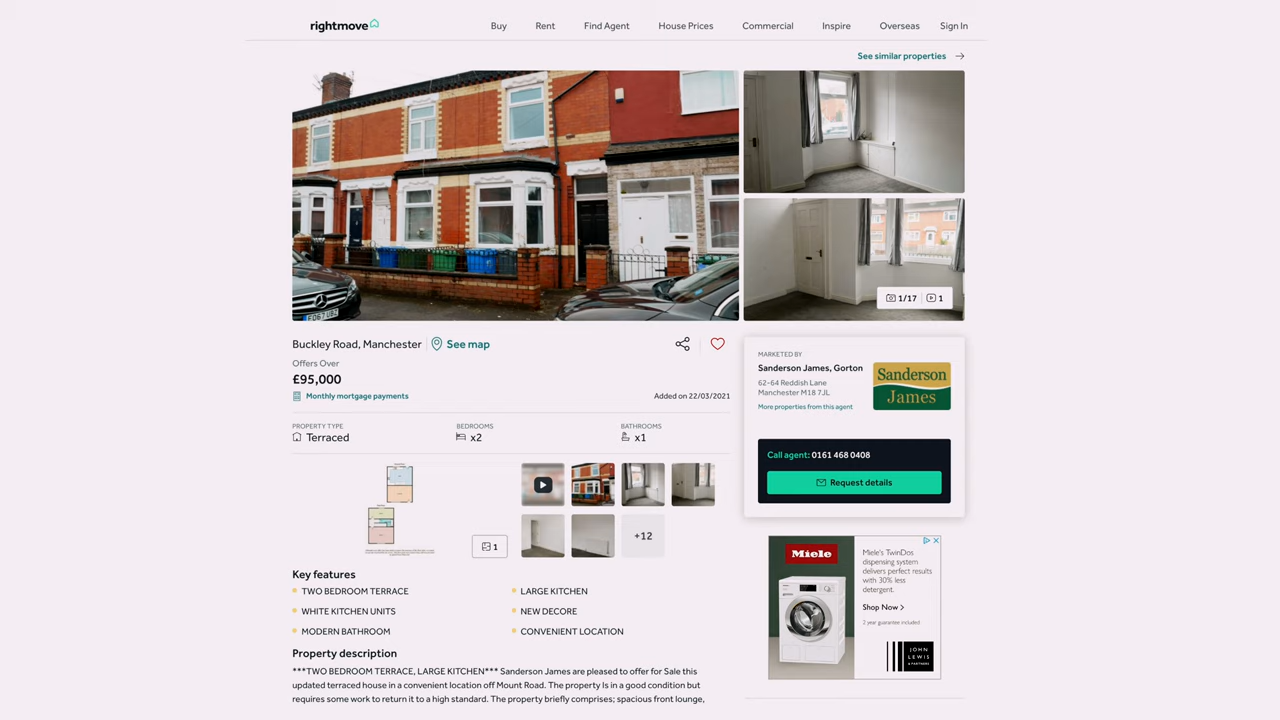 rightmove
Buy Rent Find Agent House Prices Commercial Inspire Overseas Sign In
See similar properties
1/17 1
Buckley Road, Manchester See map
Offers Over
£95,000
Monthly mortgage payments Added on 22/03/2021
PROPERTY TYPE BEDROOMS BATHROOMS
Terraced x2 x1
1
+12
Key features
TWO BEDROOM TERRACE LARGE KITCHEN
WHITE KITCHEN UNITS NEW DECORE
MODERN BATHROOM CONVENIENT LOCATION
Property description
***TWO BEDROOM TERRACE, LARGE KITCHEN*** Sanderson James are pleased to offer for Sale this
updated terraced house in a convenient location off Mount Road. The property Is in a good condition but
requires some work to return it to a high standard. The property briefly comprises; spacious front lounge,
MARKETED BY
Sanderson James, Gorton
62-64 Reddish Lane
Manchester M18 7JL
More properties from this agent
Sanderson
James
Call agent: 0161 468 0408
Request details
Miele
Miele's TwinDos
dispensing system
delivers perfect results
with 30% less
detergent.
Shop Now >
2 year guarantee included
JOHN
LEWIS
& PARTNERS